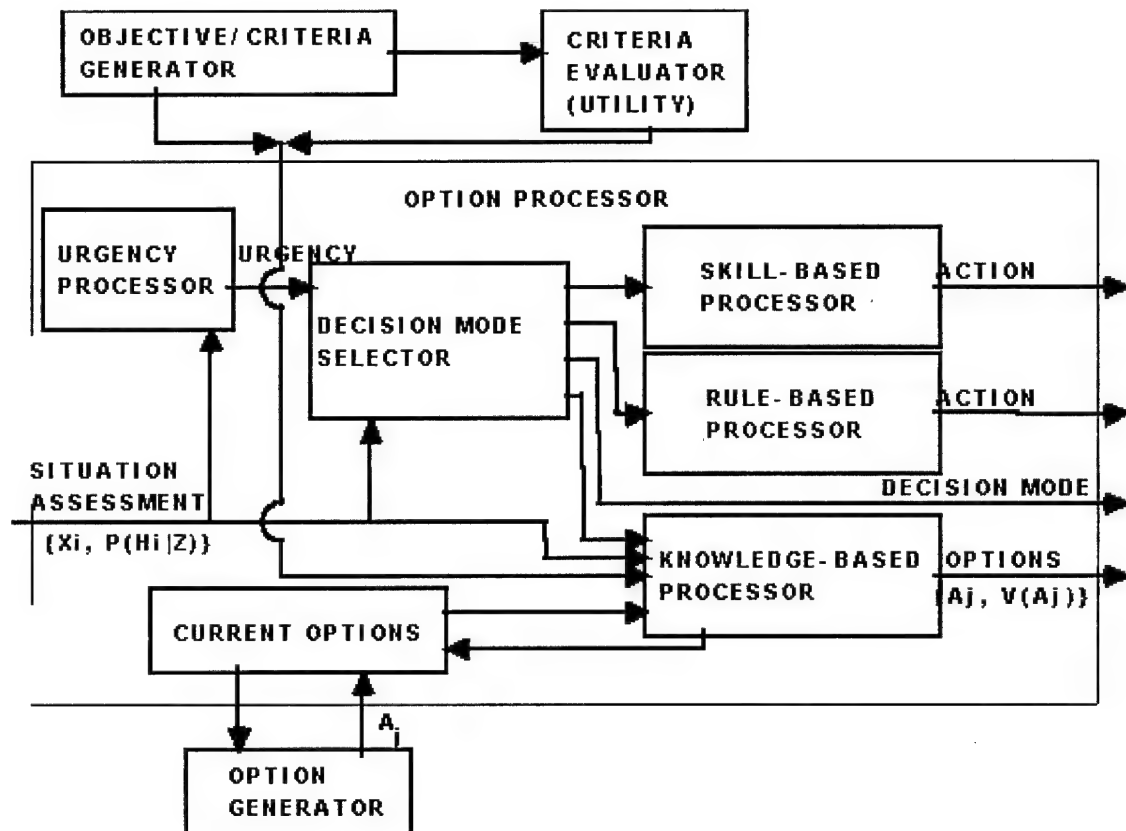 OBJECTIVE/ CRITERIA
GENERATOR
CRITERIA
EVALUATOR
(UTILITY)
OPTION PROCESSOR
URGENCY
PROCESSOR
URGENCY
DECISION MODE
SELECTOR
SKILL-BASED
PROCESSOR
ACTION
RULE-BASED
PROCESSOR
ACTION
SITUATION
ASSESSMENT
{Xi, P(Hi|Z)}
DECISION MODE
KNOWLEDGE-BASED
PROCESSOR
OPTIONS
{Aj, V(Aj)}
CURRENT OPTIONS
Aj
OPTION
GENERATOR